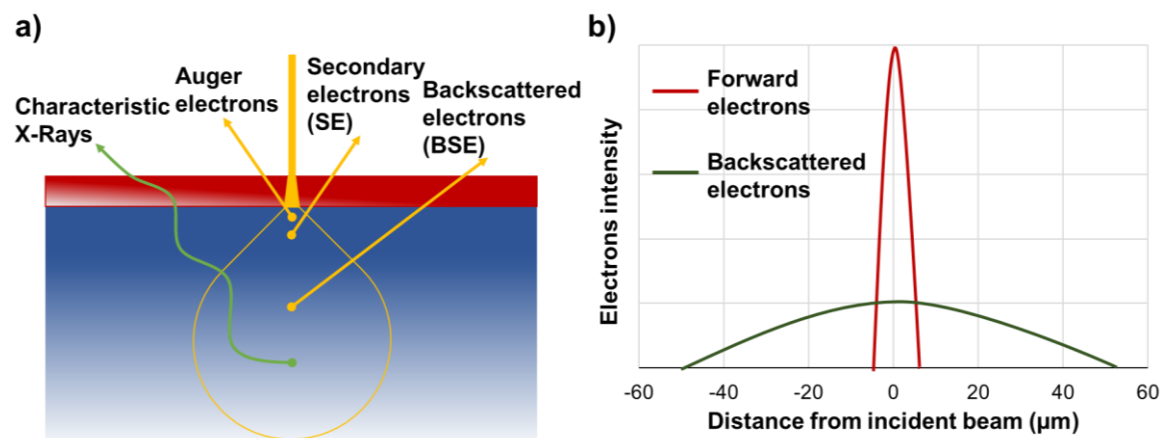 a)
Characteristic
X-Rays
Auger
electrons
Secondary
electrons
(SE)
Backscattered
electrons
(BSE)
b)
Electrons intensity
Forward
electrons
Backscattered
electrons
-60 -40 -20 0 20 40 60
Distance from incident beam (μm)